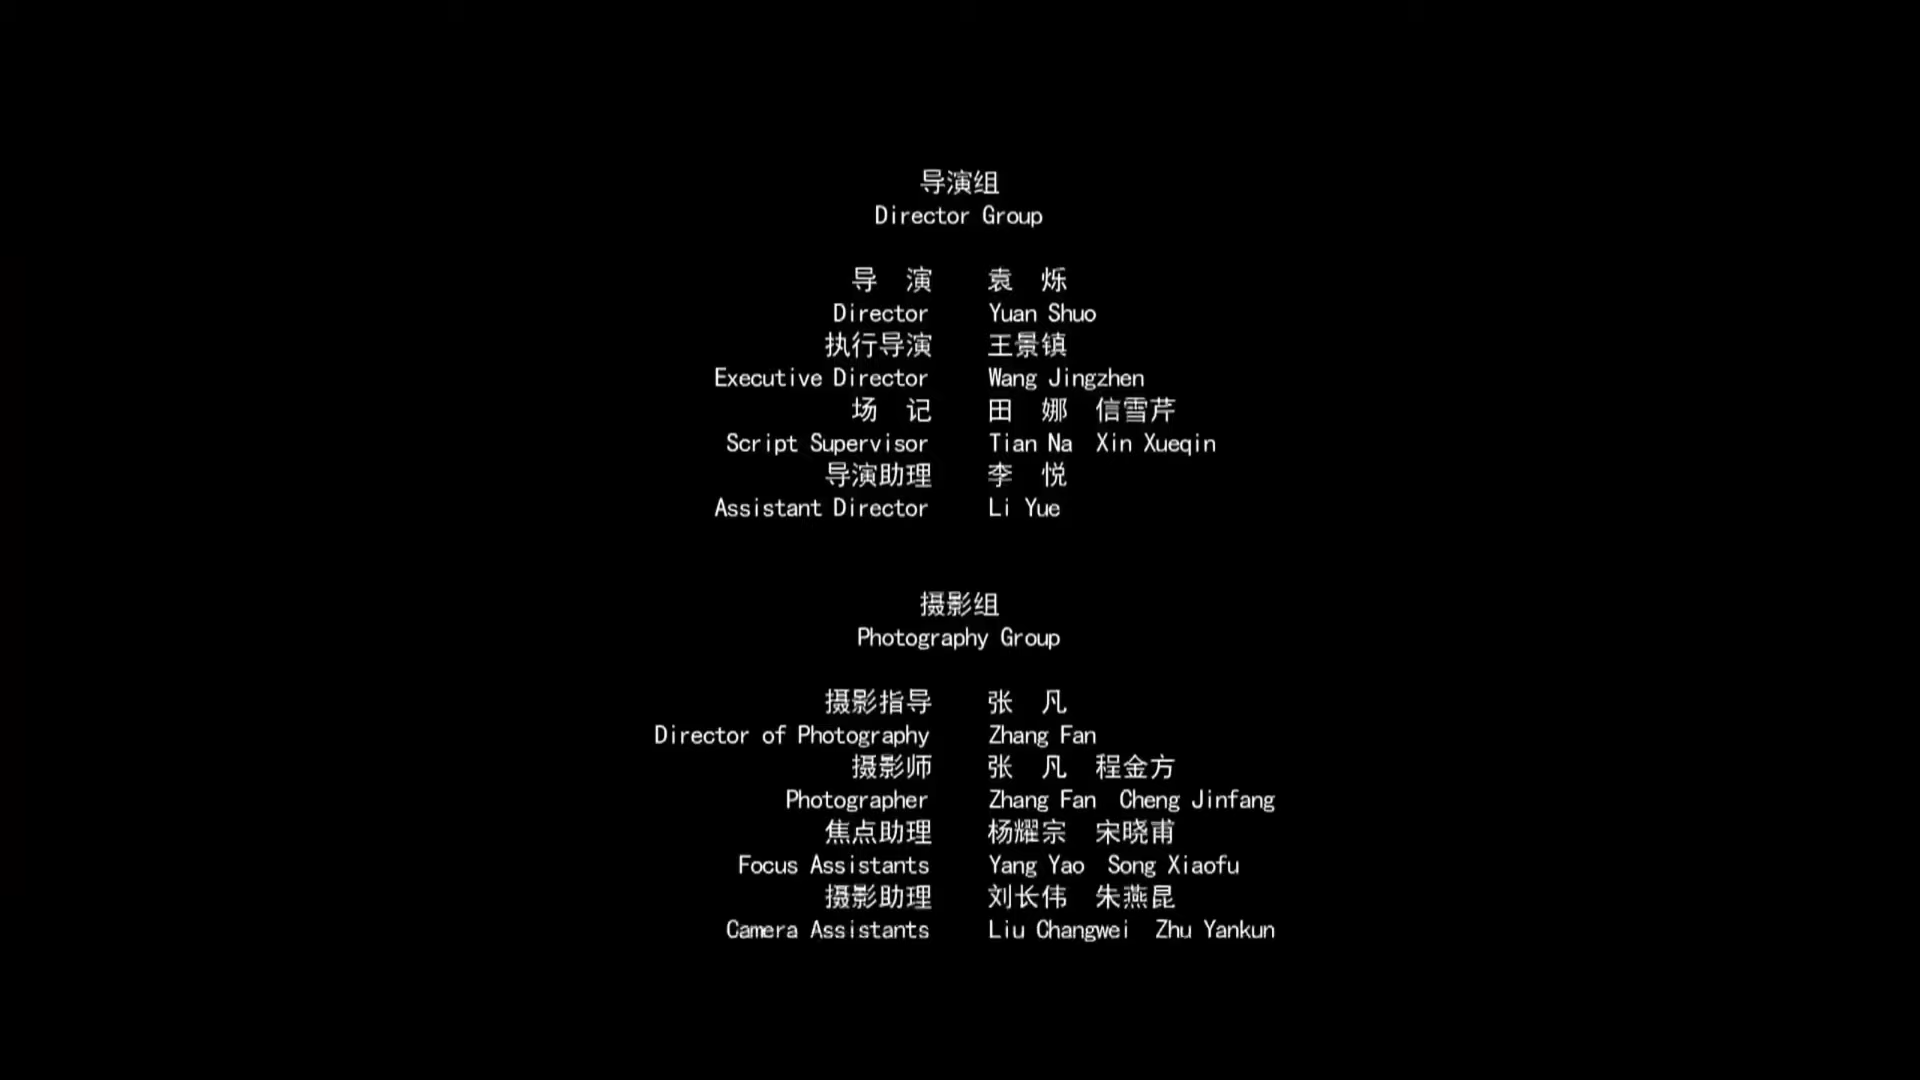 导演组
Director Group
导 演 袁 烁
Director Yuan Shuo
执行导演 王景镇
Executive Director Wang Jingzhen
场 记 田 娜 信雪芹
Script Supervisor Tian Na Xin Xueqin
导演助理 李 悦
Assistant Director Li Yue
摄影组
Photography Group
摄影指导 张 凡
Director of Photography Zhang Fan
摄影师 张 凡 程金方
Photographer Zhang Fan Cheng Jinfang
焦点助理 杨耀宗 宋晓甫
Focus Assistants Yang Yao Song Xiaofu
摄影助理 刘长伟 朱燕昆
Camera Assistants Liu Changwei Zhu Yankun